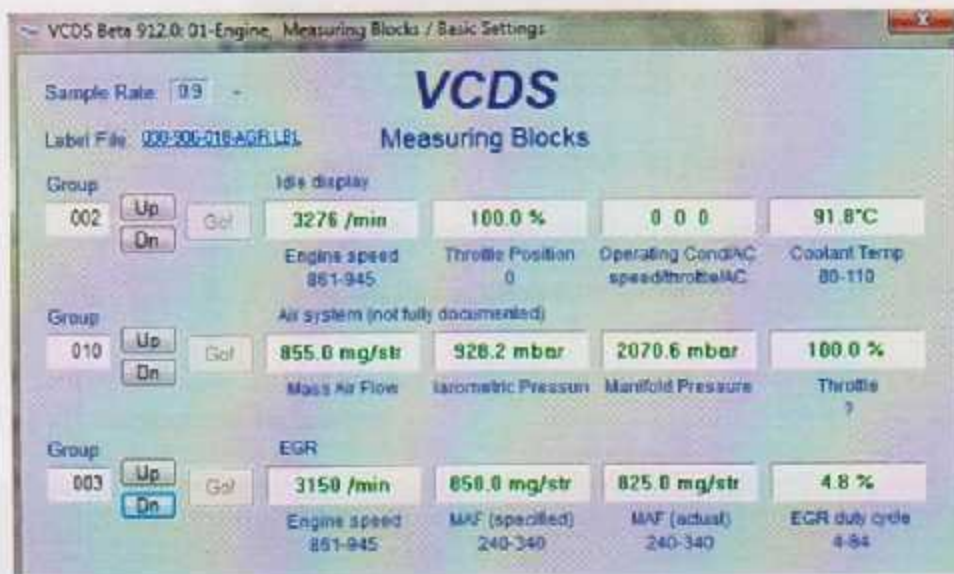 VCDS Beta 912.0: 01-Engine, Measuring Blocks / Basic Settings
x
Sample Rate: 0.9
VCDS
Label File: 038-906-018-AGR.LBL
Measuring Blocks
Group
Idle display
002 Up Go! 3276 /min 100.0 % 0 0 0 91.8°C
Dn
Engine speed Throttle Position Operating Cond/AC Coolant Temp
861-945 0 speed/throttle/AC 80-110
Group
Air system (not fully documented)
010 Up Go! 855.0 mg/str 928.2 mbar 2070.6 mbar 100.0 %
Dn
Mass Air Flow Barometric Pressure Manifold Pressure Throttle
?
Group
EGR
003 Up Go! 3150 /min 850.0 mg/str 825.0 mg/str 4.8 %
Dn
Engine speed MAF (specified) MAF (actual) EGR duty cycle
861-945 240-340 240-340 4-84